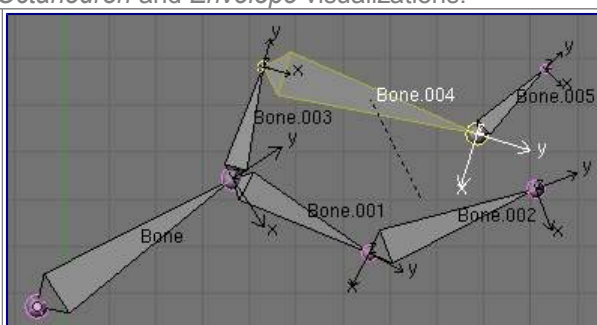 Octahedron and Envelope visualizations.
y
x
Bone.004
y
x
Bone.005
Bone.003
y
y
x
y
x
Bone.001
Bone.002
x
Bone
y
x